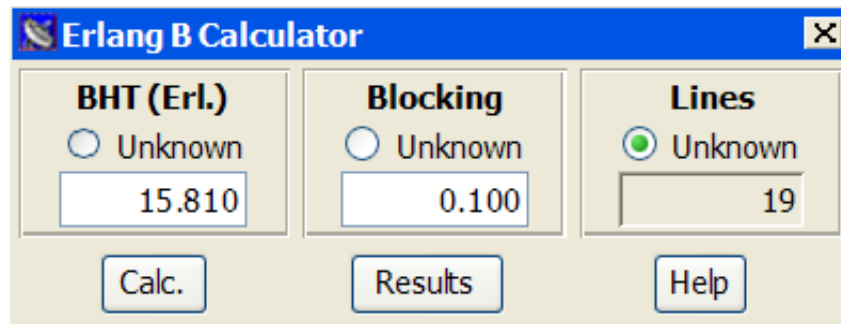 Erlang B Calculator
BHT (Erl.) Blocking Lines
Unknown Unknown Unknown
15.810 0.100 19
Calc. Results Help